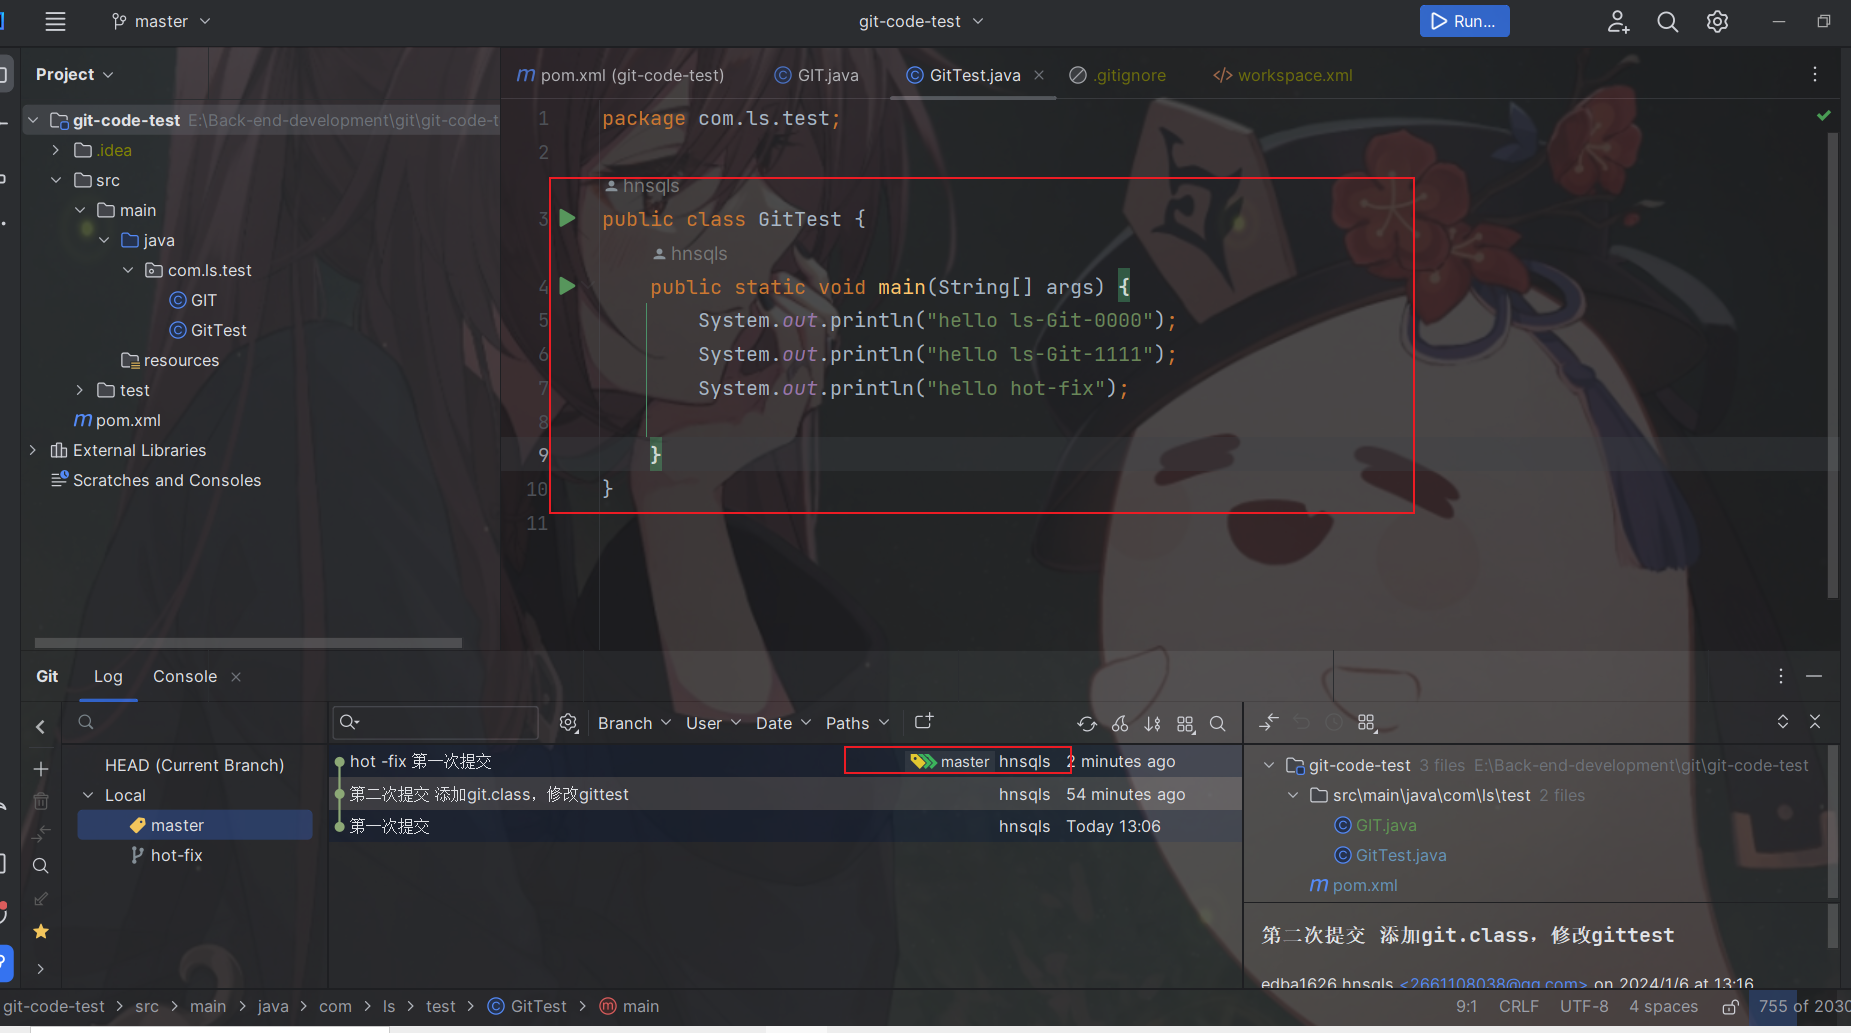 master
git-code-test
Run...
Project
pom.xml (git-code-test)
GIT.java
GitTest.java
.gitignore
workspace.xml
git-code-test E:\Back-end-development\git\git-code-t
.idea
src
main
java
com.ls.test
GIT
GitTest
resources
test
pom.xml
External Libraries
Scratches and Consoles
1 package com.ls.test;
2
hnsqls
3 public class GitTest {
hnsqls
4 public static void main(String[] args) {
5 System.out.println("hello ls-Git-0000");
6 System.out.println("hello ls-Git-1111");
7 System.out.println("hello hot-fix");
8
9 }
10 }
11
Git Log Console
Branch User Date Paths
HEAD (Current Branch)
Local
master
hot-fix
hot -fix 第一次提交 master hnsqls 2 minutes ago
第二次提交 添加git.class，修改gittest hnsqls 54 minutes ago
第一次提交 hnsqls Today 13:06
git-code-test 3 files E:\Back-end-development\git\git-code-test
src\main\java\com\ls\test 2 files
GIT.java
GitTest.java
pom.xml
第二次提交 添加git.class，修改gittest
edba1626 hnsqls <2661108038@qq.com> on 2024/1/6 at 13:16
git-code-test > src > main > java > com > ls > test > GitTest > main
9:1 CRLF UTF-8 4 spaces 755 of 2030